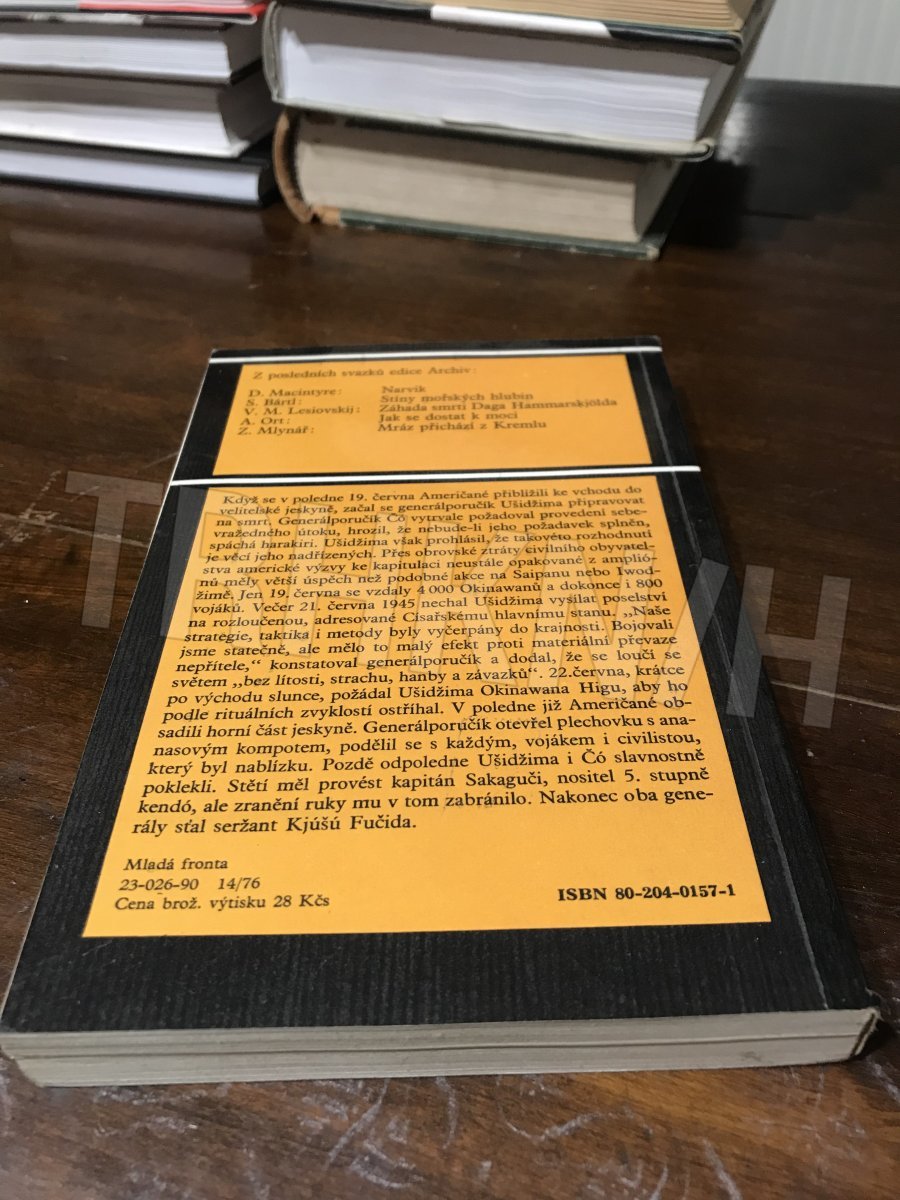 Z posledních svazků edice Archiv:
D. Macintyre: Narvik
S. Bártl: Stíny mořských hlubin
V. M. Lesiovskij: Záhada smrti Daga Hammarskjölda
A. Ort: Jak se dostat k moci
Z. Mlynář: Mráz přichází z Kremlu
Když se v poledne 19. června Američané přiblížili ke vchodu do
velitelské jeskyně, začal se generálporučík Ušidžima připravovat
na smrt. Generálporučík Čó vytrvale požadoval provedení sebe-
vražedného útoku, hrozil, že nebude-li jeho požadavek splněn,
spáchá harakiri. Ušidžima však prohlásil, že takovéto rozhodnutí
je věcí jeho nadřízených. Přes obrovské ztráty civilního obyvatel-
stva americké výzvy ke kapitulaci neustále opakované z amplió-
nů měly větší úspěch než podobné akce na Saipanu nebo Iwod-
žimě. Jen 19. června se vzdaly 4 000 Okinawanů a dokonce i 800
vojáků. Večer 21. června 1945 nechal Ušidžima vysílat poselství
na rozloučenou, adresované Císařskému hlavnímu stanu. „Naše
strategie, taktika i metody byly vyčerpány do krajnosti. Bojovali
jsme statečně, ale mělo to malý efekt proti materiální převaze
nepřítele,“ konstatoval generálporučík a dodal, že se loučí se
světem „bez lítosti, strachu, hanby a závazků“. 22.června, krátce
po východu slunce, požádal Ušidžima Okinawana Higu, aby ho
podle rituálních zvyklostí ostříhal. V poledne již Američané ob-
sadili horní část jeskyně. Generálporučík otevřel plechovku s ana-
nasovým kompotem, podělil se s každým, vojákem i civilistou,
který byl nablízku. Pozdě odpoledne Ušidžima i Čó slavnostně
poklekli. Stětí měl provést kapitán Sakaguči, nositel 5. stupně
kendó, ale zranění ruky mu v tom zabránilo. Nakonec oba gene-
rály sťal seržant Kjúšú Fučida.
Mladá fronta
23-026-90 14/76
Cena brož. výtisku 28 Kčs
ISBN 80-204-0157-1